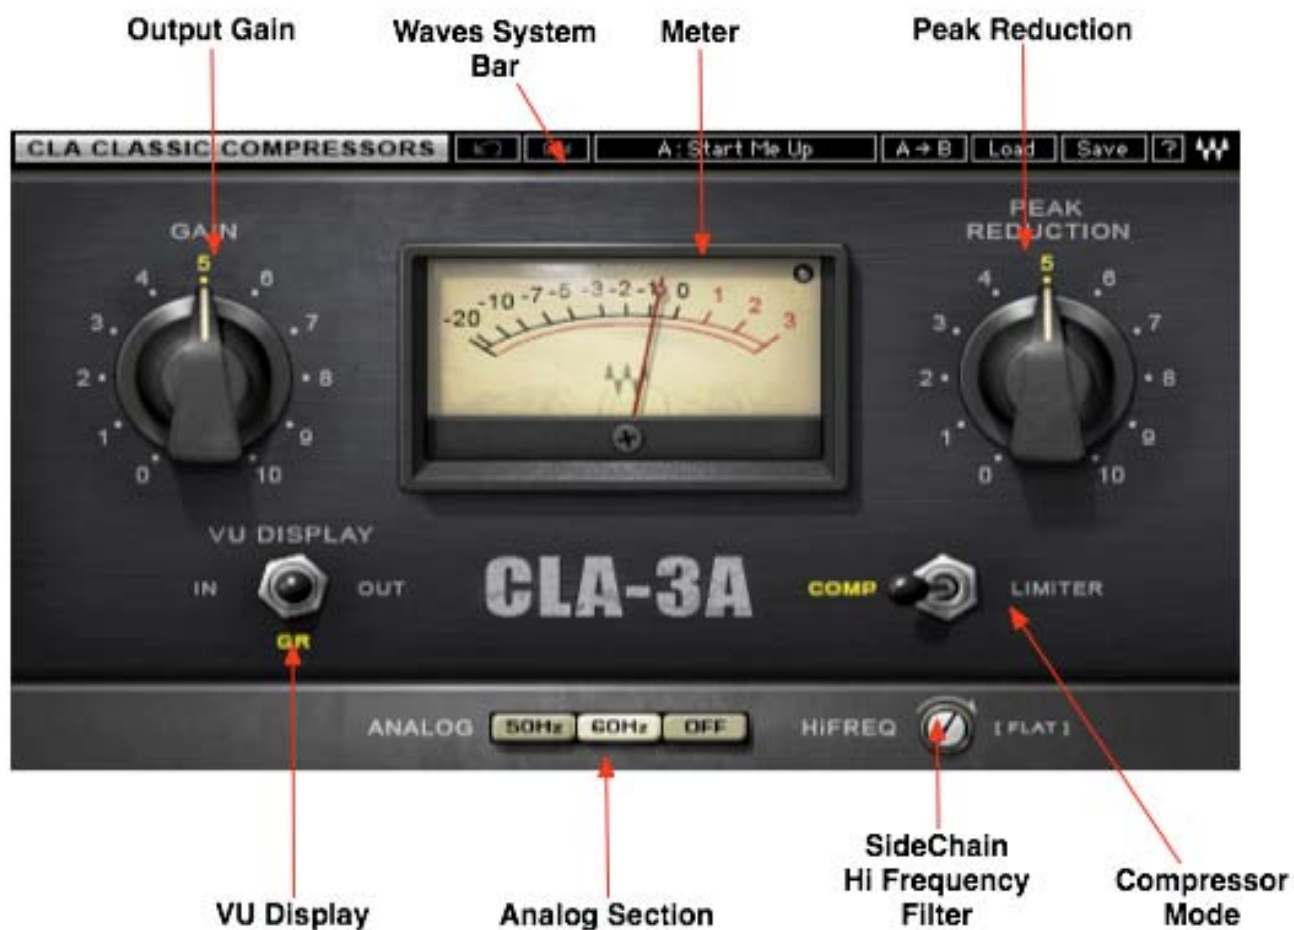 Output Gain
Waves System
Bar
Meter
Peak Reduction
CLA CLASSIC COMPRESSORS
A: Start Me Up
A→B
Load
Save
?
GAIN
0 1 2 3 4 5 6 7 8 9 10
-20 -10 -7 -5 -3 -2 -1 0 1 2 3
PEAK
REDUCTION
0 1 2 3 4 5 6 7 8 9 10
VU DISPLAY
IN
OUT
GR
CLA-3A
COMP
LIMITER
ANALOG
50Hz
60Hz
OFF
HiFREQ
[FLAT]
VU Display
Analog Section
SideChain
Hi Frequency
Filter
Compressor
Mode